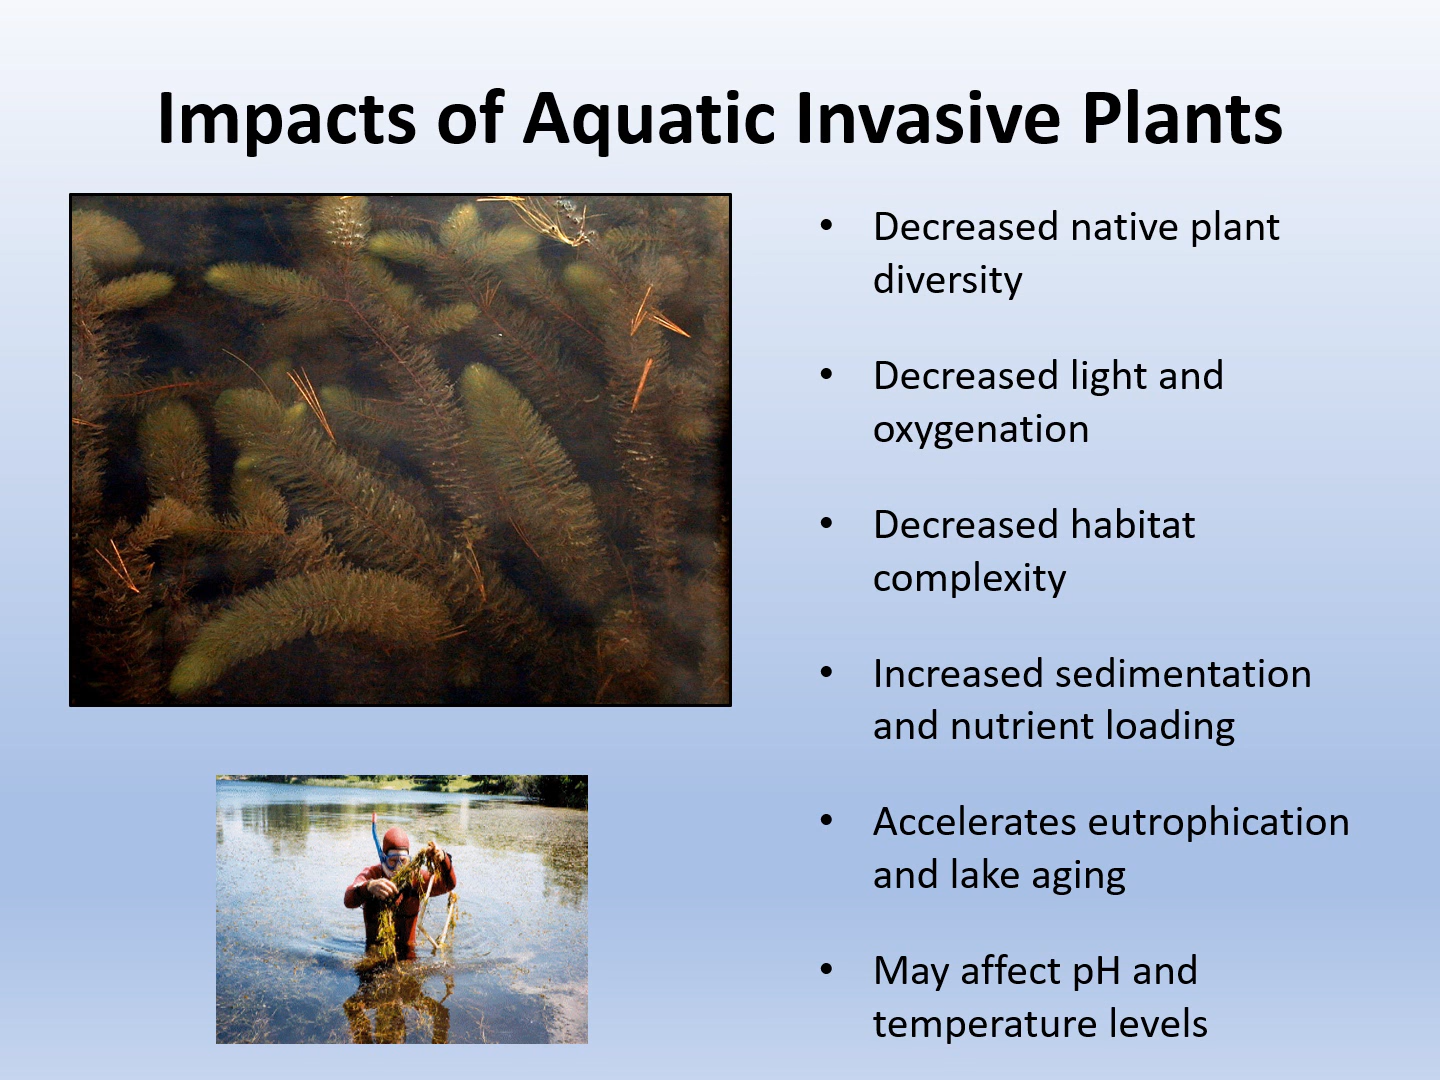 Impacts of Aquatic Invasive Plants
• Decreased native plant
diversity
• Decreased light and
oxygenation
• Decreased habitat
complexity
• Increased sedimentation
and nutrient loading
• Accelerates eutrophication
and lake aging
• May affect pH and
temperature levels